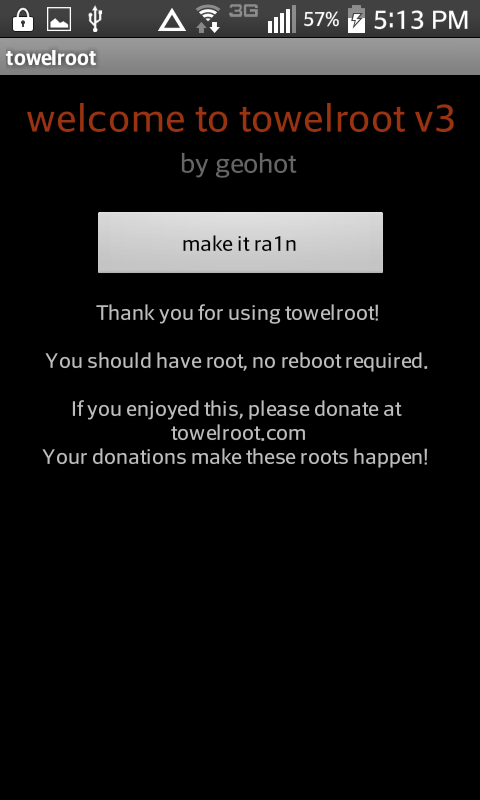 3G 57% 5:13 PM
towelroot
welcome to towelroot v3
by geohot
make it ra1n
Thank you for using towelroot!
You should have root, no reboot required.
If you enjoyed this, please donate at
towelroot.com
Your donations make these roots happen!